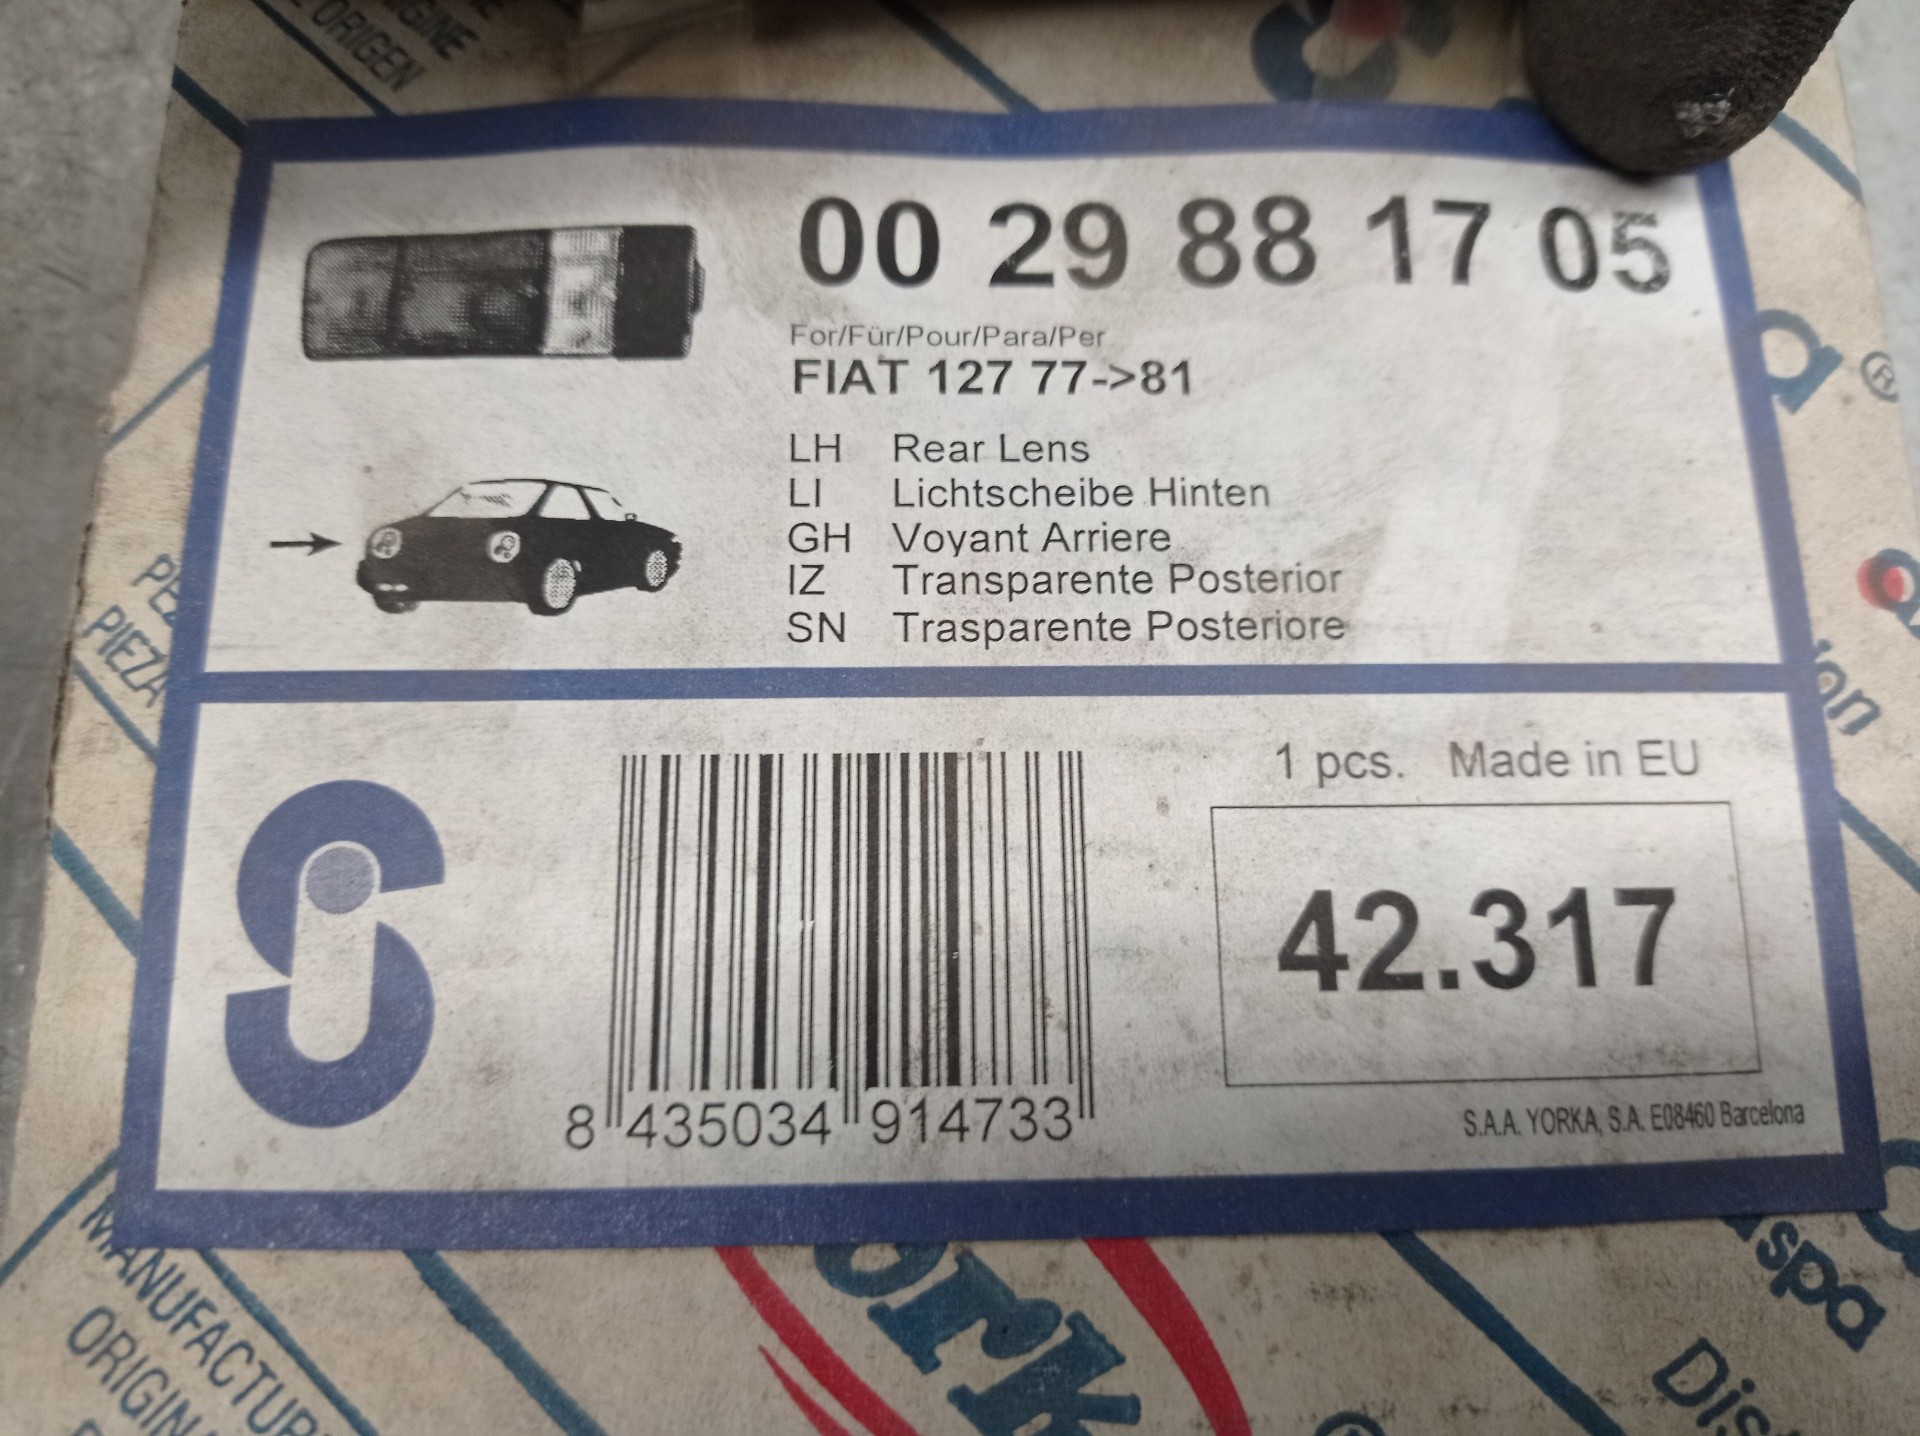 ORIGEN
00 29 88 17 05
For/Für/Pour/Para/Per
FIAT 127 77->81
LH Rear Lens
LI Lichtscheibe Hinten
GH Voyant Arriere
IZ Transparente Posterior
SN Trasparente Posteriore
PIEZA
1 pcs. Made in EU
42.317
8 435034 914733
S.A.A. YORKA, S.A. E08460 Barcelona